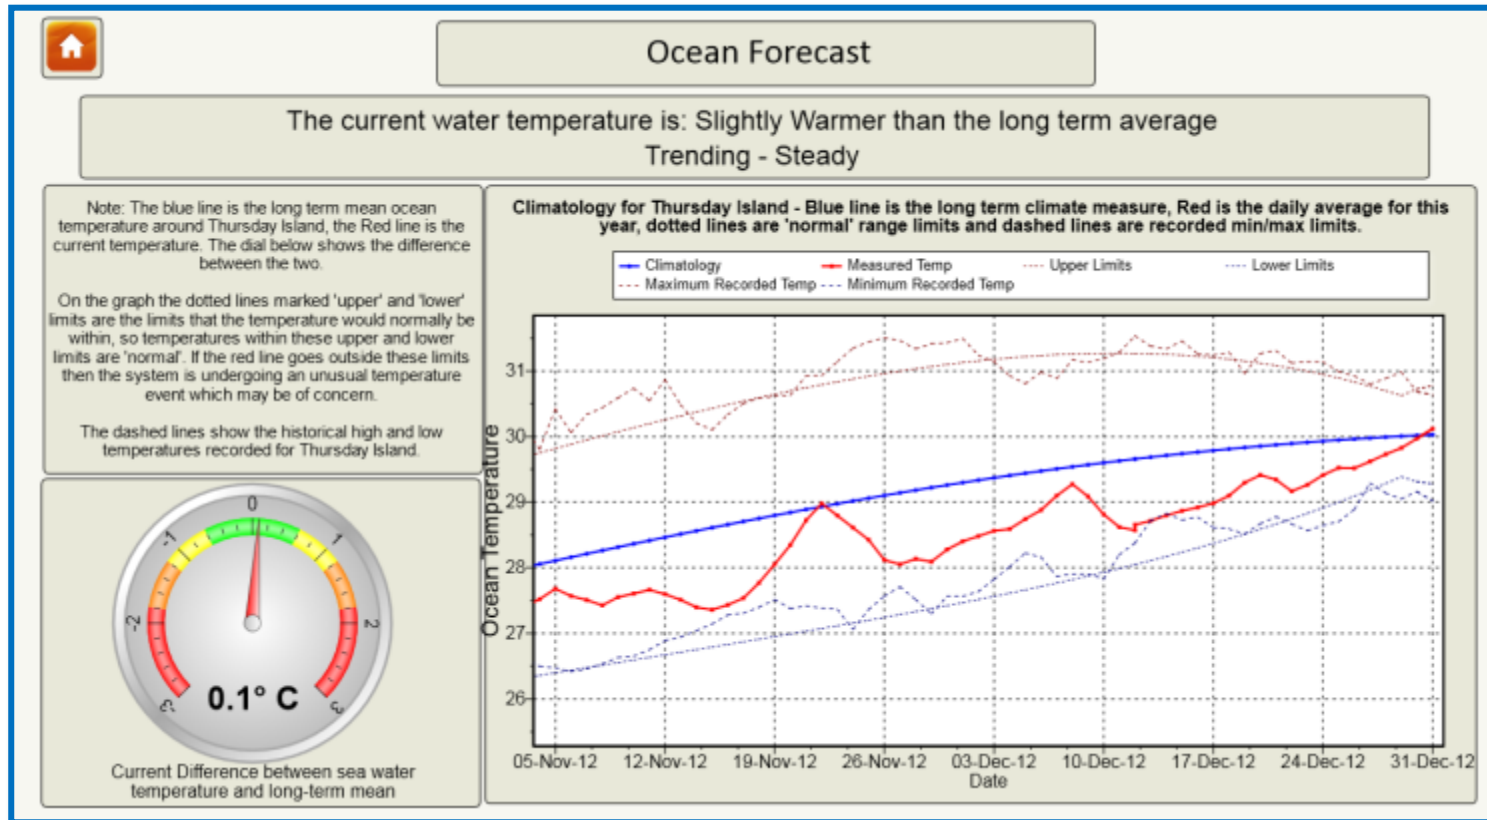 Ocean Forecast
The current water temperature is: Slightly Warmer than the long term average
Trending - Steady
Note: The blue line is the long term mean ocean
temperature around Thursday Island, the Red line is the
current temperature. The dial below shows the difference
between the two.
On the graph the dotted lines marked 'upper' and 'lower'
limits are the limits that the temperature would normally be
within, so temperatures within these upper and lower
limits are 'normal'. If the red line goes outside these limits
then the system is undergoing an unusual temperature
event which may be of concern.
The dashed lines show the historical high and low
temperatures recorded for Thursday Island.
-3
-2
-1
0
1
2
3
0.1° C
Current Difference between sea water
temperature and long-term mean
Climatology for Thursday Island - Blue line is the long term climate measure, Red is the daily average for this
year, dotted lines are 'normal' range limits and dashed lines are recorded min/max limits.
Climatology Measured Temp Upper Limits Lower Limits
Maximum Recorded Temp Minimum Recorded Temp
Ocean Temperature
31
30
29
28
27
26
05-Nov-12 12-Nov-12 19-Nov-12 26-Nov-12 03-Dec-12 10-Dec-12 17-Dec-12 24-Dec-12 31-Dec-12
Date